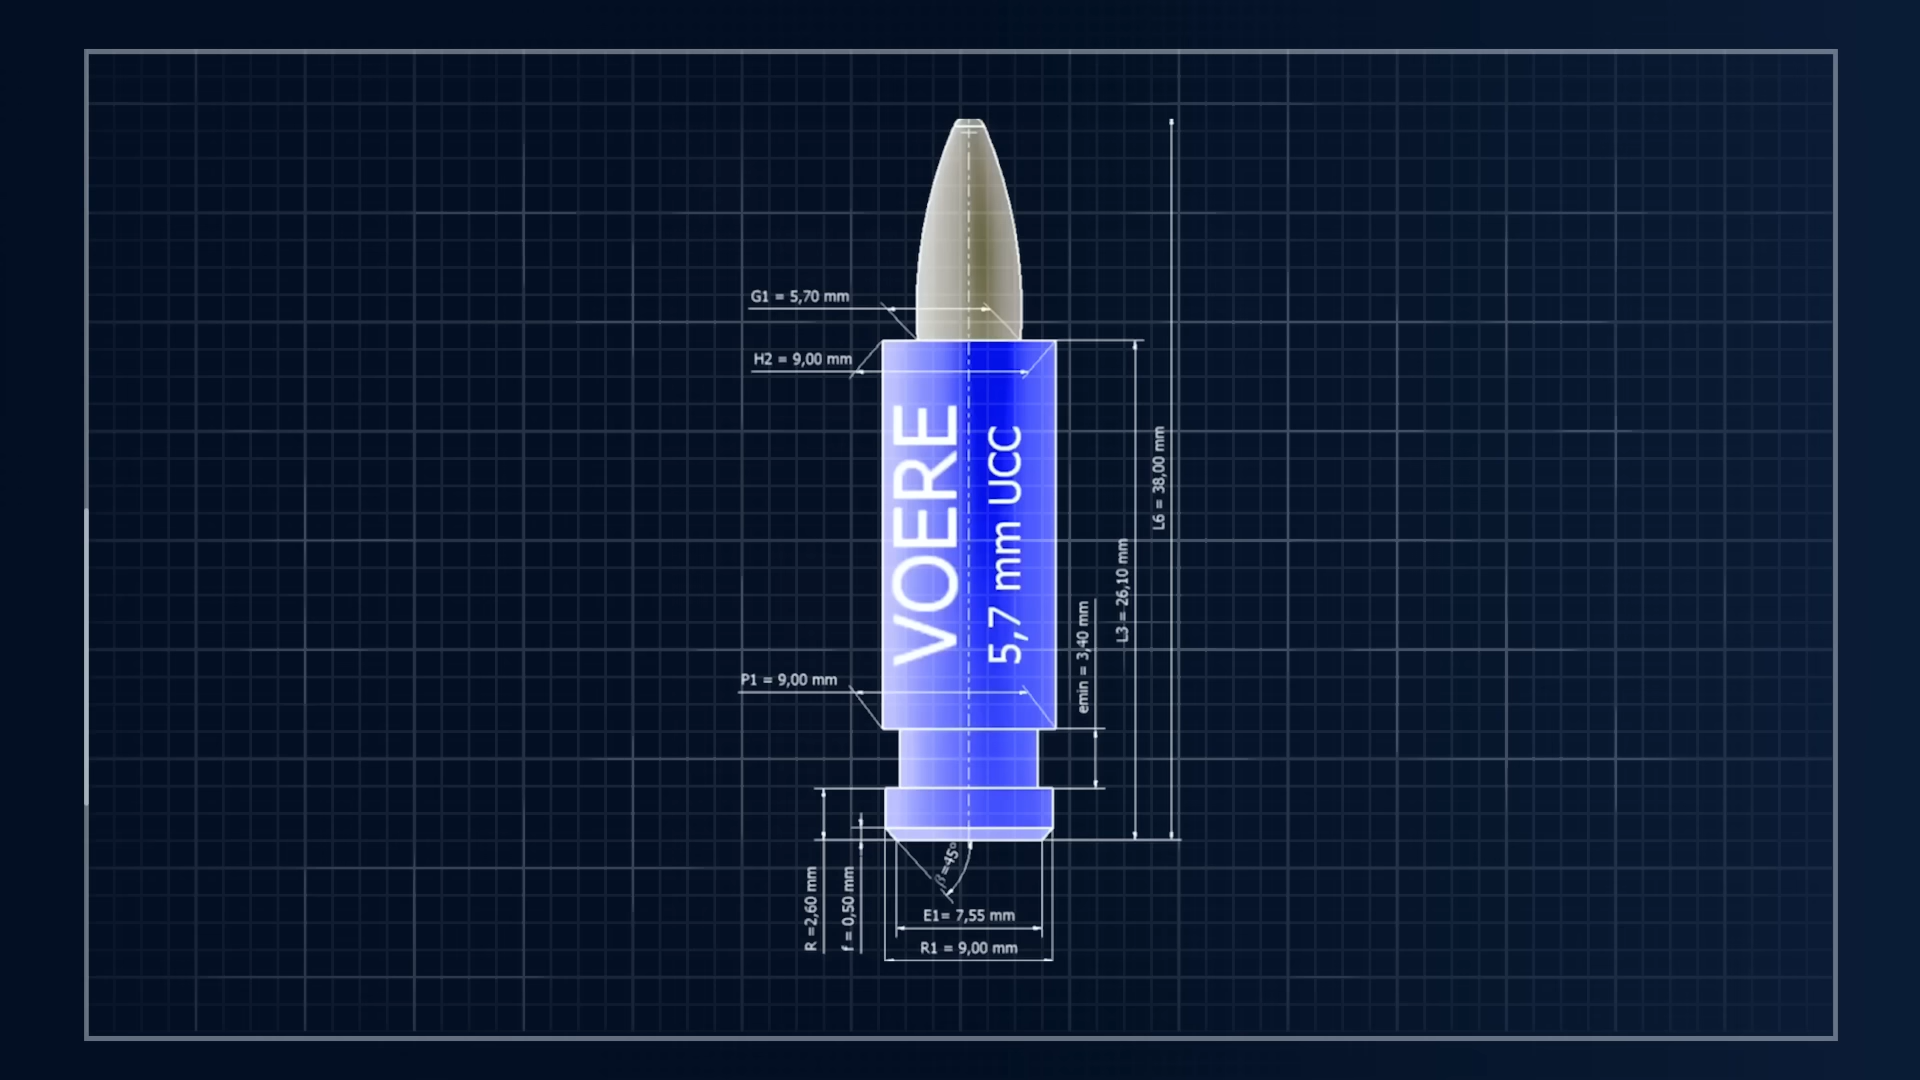 G1 = 5,70 mm
H2 = 9,00 mm
VOERE
5,7 mm UCC
L6 = 38,00 mm
L3 = 26,10 mm
emin = 3,40 mm
P1 = 9,00 mm
R =2,60 mm
f = 0,50 mm
β=45°
E1= 7,55 mm
R1 = 9,00 mm